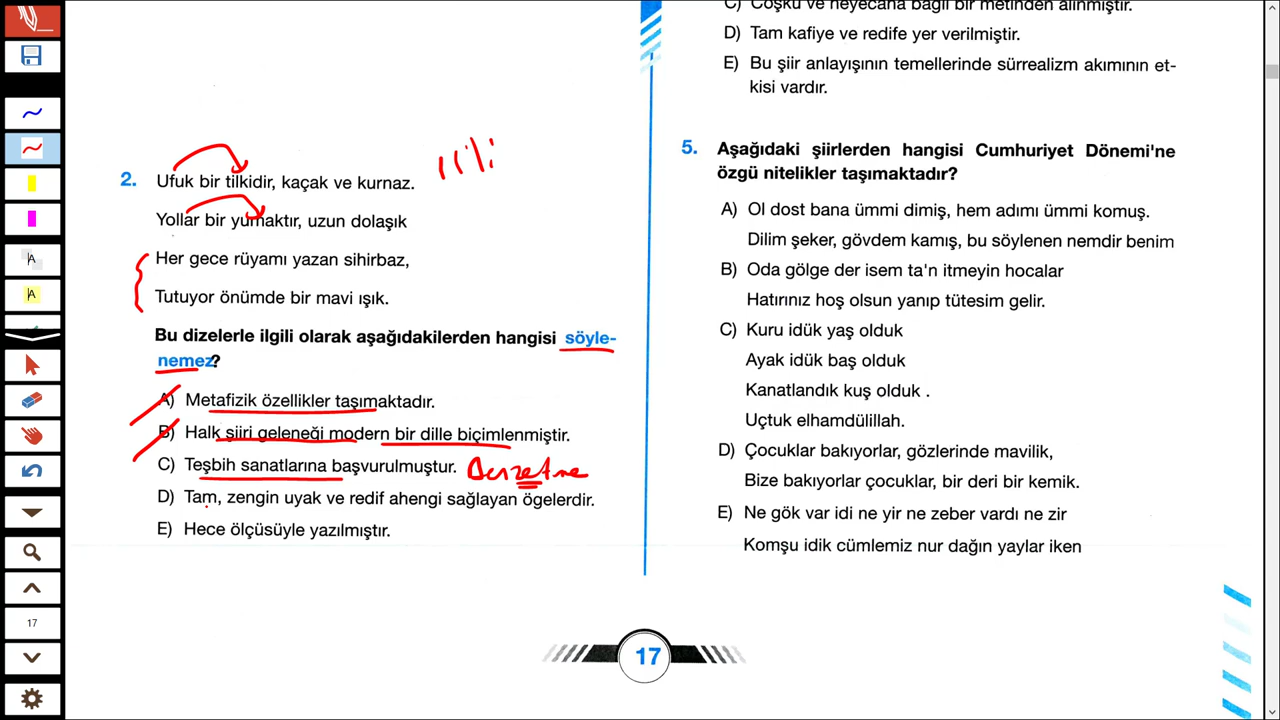 2. Ufuk bir tilkidir, kaçak ve kurnaz.
Yollar bir yumaktır, uzun dolaşık
Her gece rüyamı yazan sihirbaz,
Tutuyor önümde bir mavi ışık.
Bu dizelerle ilgili olarak aşağıdakilerden hangisi söyle-
nemez?
A) Metafizik özellikler taşımaktadır.
B) Halk şiiri geleneği modern bir dille biçimlenmiştir.
C) Teşbih sanatlarına başvurulmuştur. Benzetme
D) Tam, zengin uyak ve redif ahengi sağlayan ögelerdir.
E) Hece ölçüsüyle yazılmıştır.
C) Coşku ve heyecana bağlı bir metinden alınmıştır.
D) Tam kafiye ve redife yer verilmiştir.
E) Bu şiir anlayışının temellerinde sürrealizm akımının et-
kisi vardır.
5. Aşağıdaki şiirlerden hangisi Cumhuriyet Dönemi'ne
özgü nitelikler taşımaktadır?
A) Ol dost bana ümmi dimiş, hem adımı ümmi komuş.
Dilim şeker, gövdem kamış, bu söylenen nemdir benim
B) Oda gölge der isem ta'n itmeyin hocalar
Hatırınız hoş olsun yanıp tütesim gelir.
C) Kuru idük yaş olduk
Ayak idük baş olduk
Kanatlandık kuş olduk .
Uçtuk elhamdülillah.
D) Çocuklar bakıyorlar, gözlerinde mavilik,
Bize bakıyorlar çocuklar, bir deri bir kemik.
E) Ne gök var idi ne yir ne zeber vardı ne zir
Komşu idik cümlemiz nur dağın yaylar iken
17
17
A
A